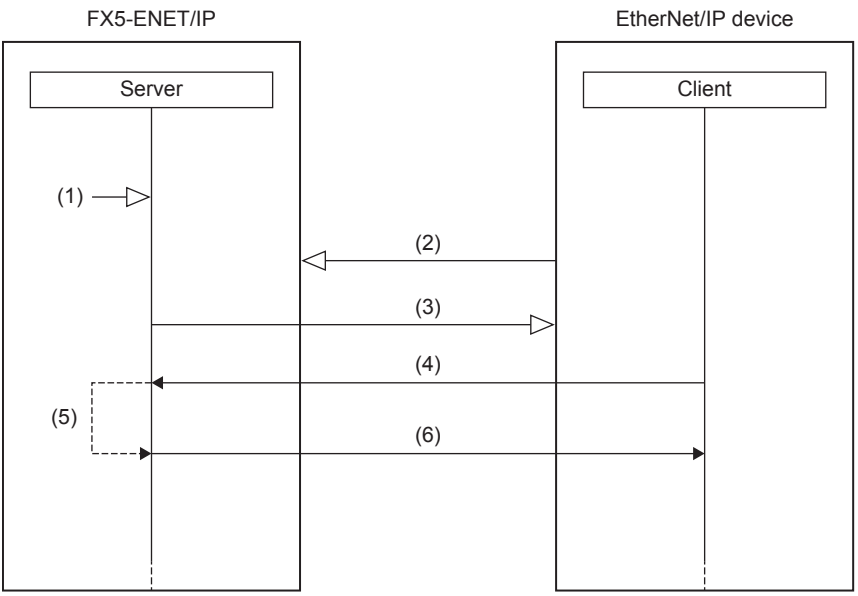 FX5-ENET/IP
EtherNet/IP device
Server
Client
(1)
(2)
(3)
(4)
(5)
(6)